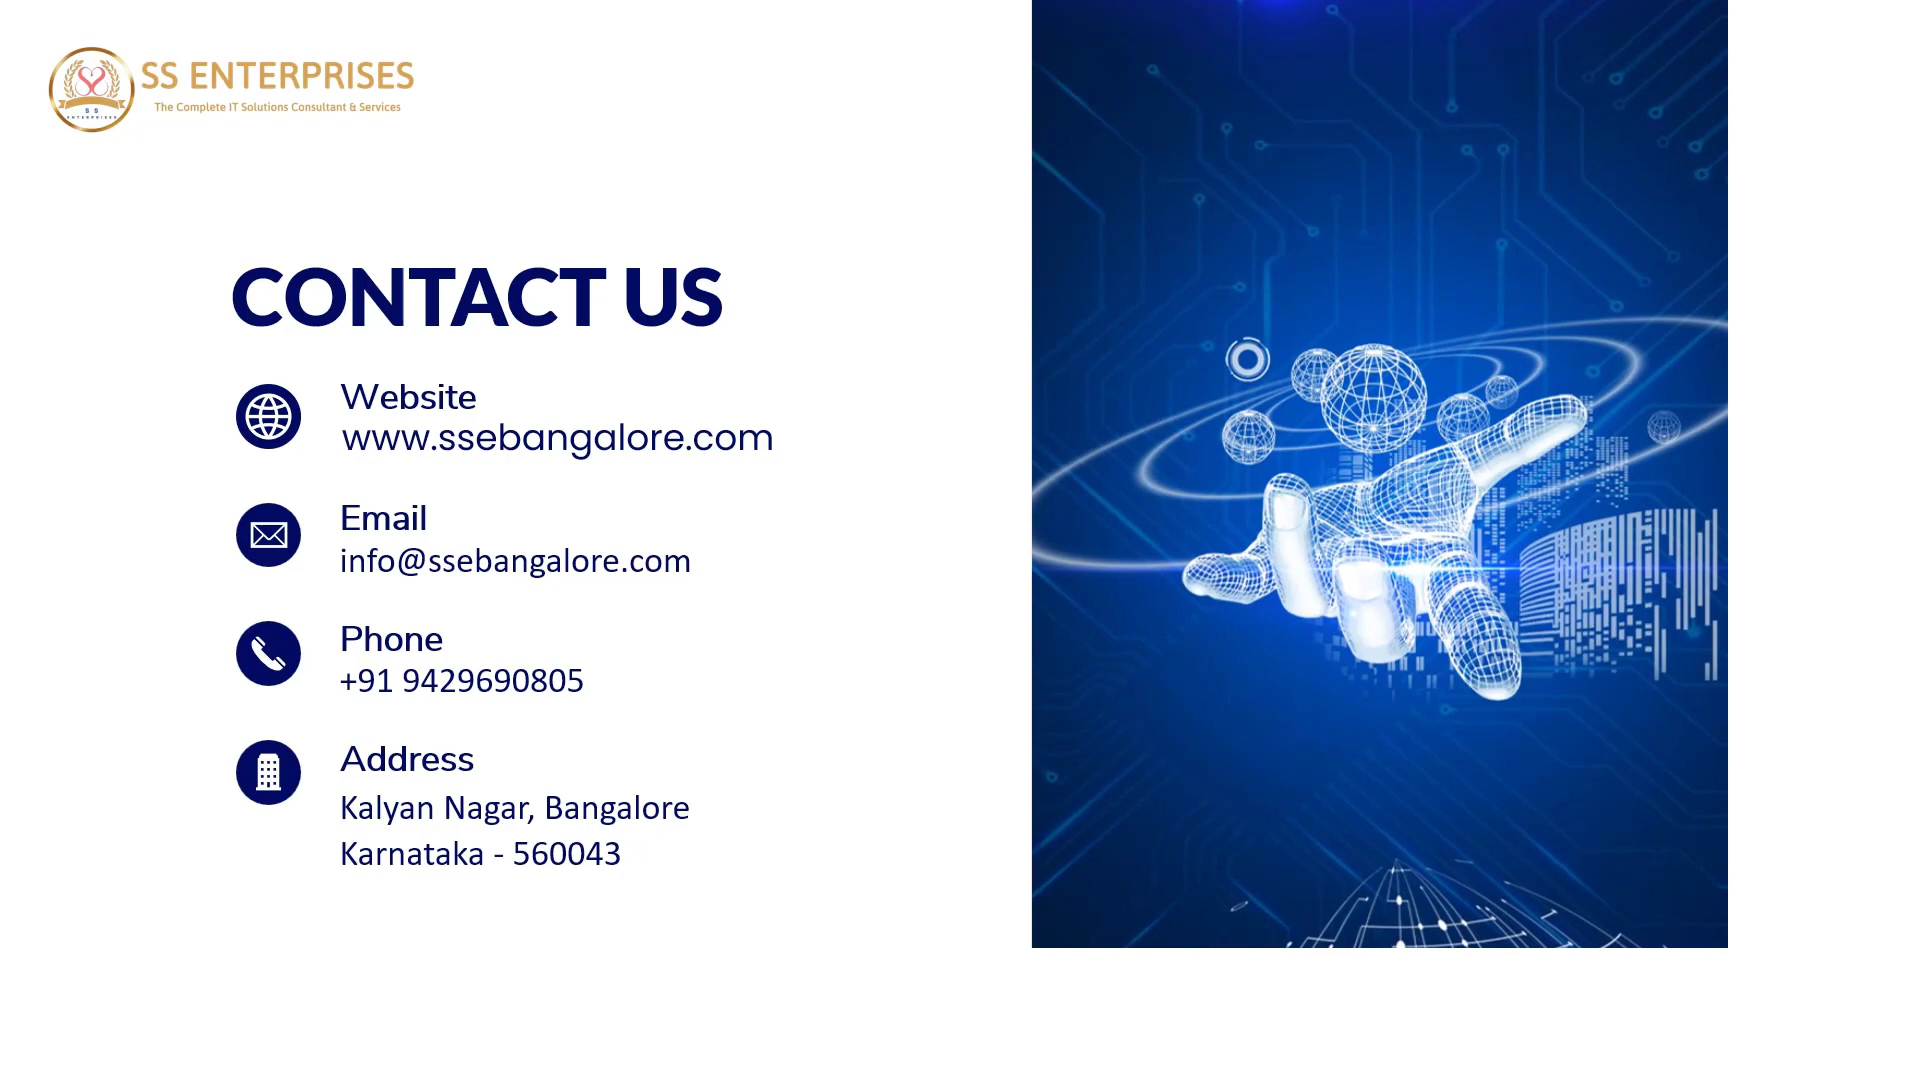 SS ENTERPRISES
The Complete IT Solutions Consultant & Services
S S
ENTERPRISES
CONTACT US
Website
www.ssebangalore.com
Email
info@ssebangalore.com
Phone
+91 9429690805
Address
Kalyan Nagar, Bangalore
Karnataka - 560043